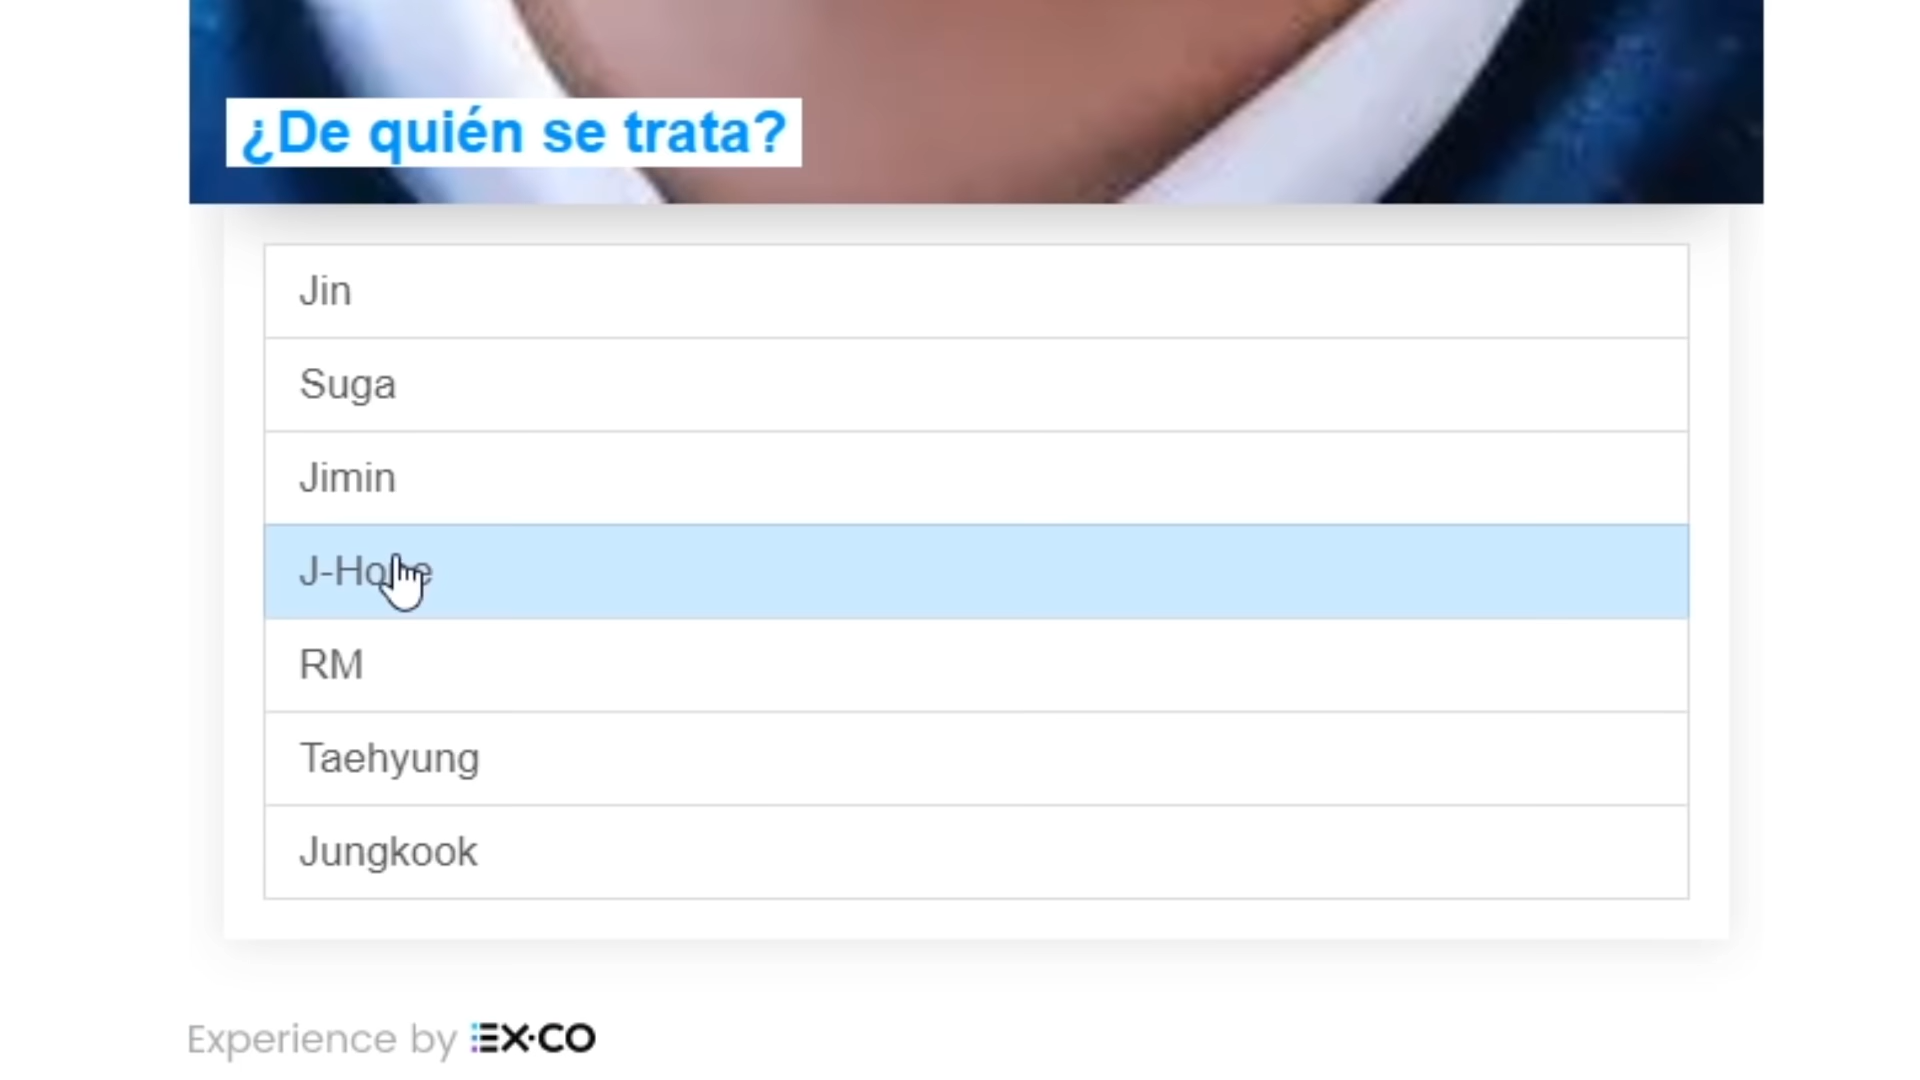 ¿De quién se trata?
Jin
Suga
Jimin
J-Hope
RM
Taehyung
Jungkook
Experience by EX·CO